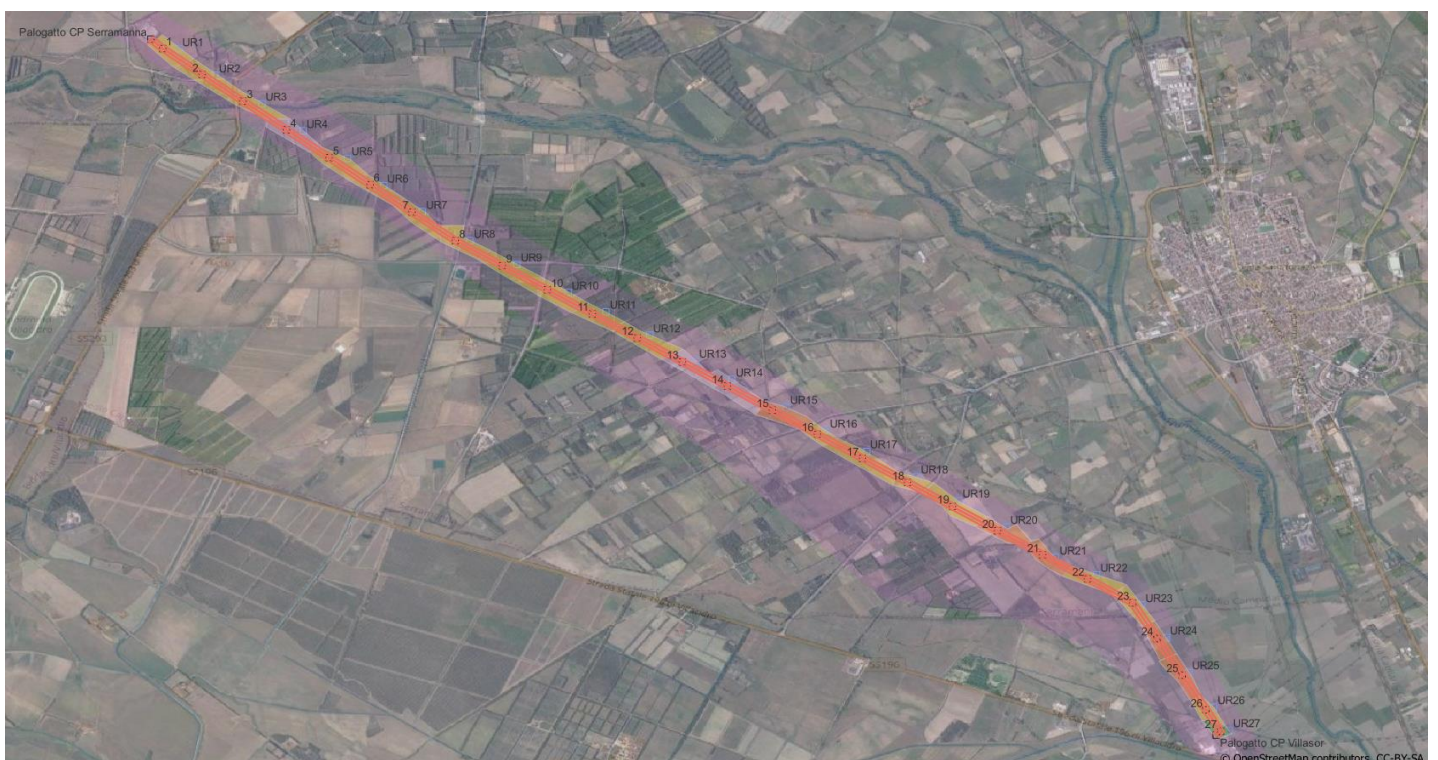 Palogatto CP Serramanna
1 UR1
2 UR2
3 UR3
4 UR4
5 UR5
6 UR6
7 UR7
8 UR8
9 UR9
10 UR10
11 UR11
12 UR12
13 UR13
14 UR14
15 UR15
16 UR16
17 UR17
18 UR18
19 UR19
20 UR20
21 UR21
22 UR22
23 UR23
24 UR24
25 UR25
26 UR26
27 UR27
Palogatto CP Villasor
SS293
SS196
SS196
© OpenStreetMap contributors, CC-BY-SA